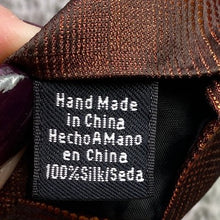 Hand Made
in China
HechoAMano
en China
100%Silk/Seda